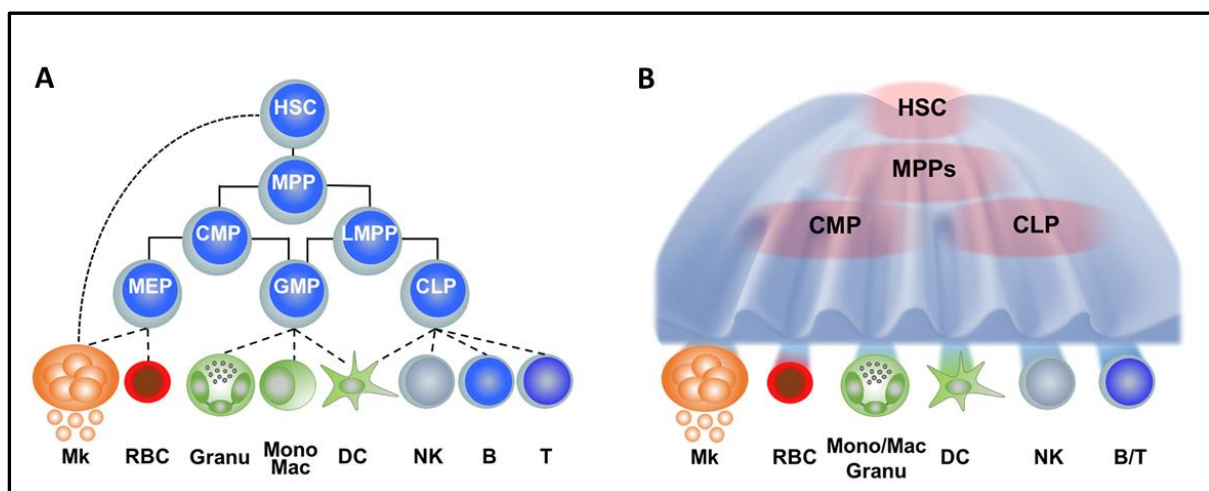 A
HSC
MPP
CMP
LMPP
MEP
GMP
CLP
Mk
RBC
Granu
Mono
Mac
DC
NK
B
T
B
HSC
MPPs
CMP
CLP
Mk
RBC
Mono/Mac
Granu
DC
NK
B/T